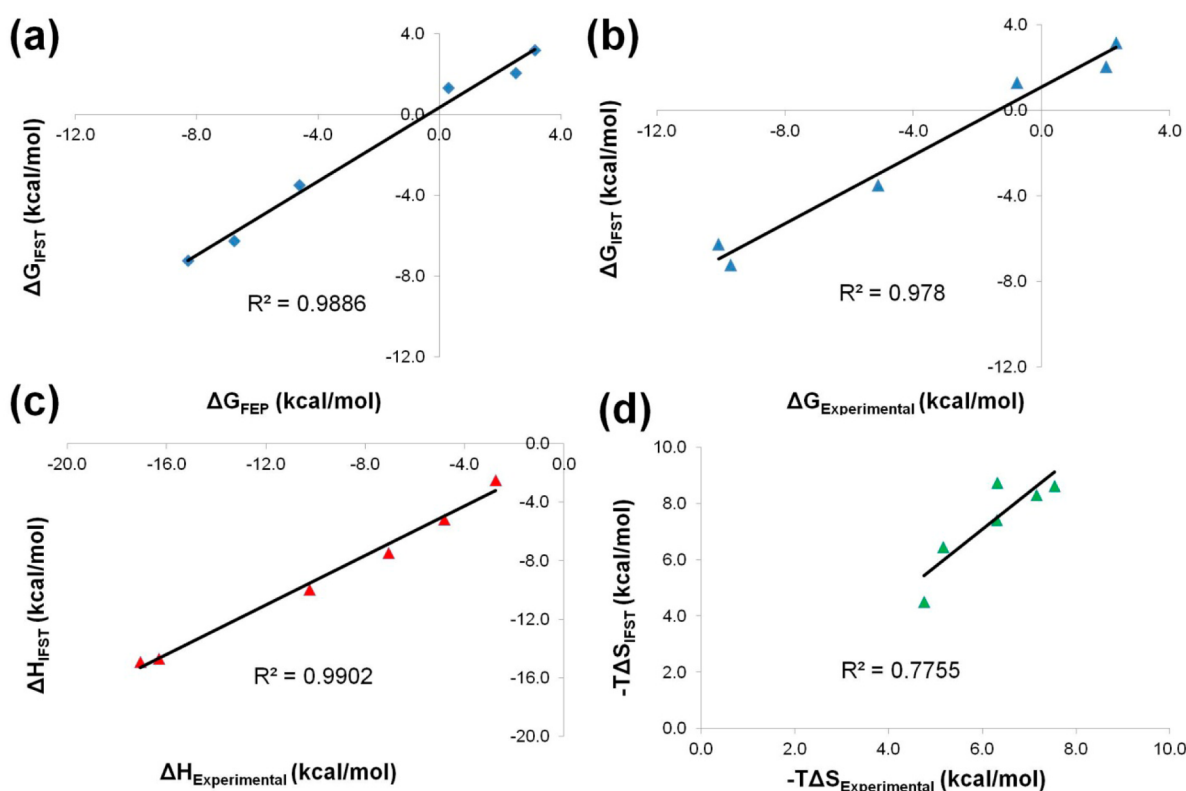 (a)
4.0
0.0
-12.0 -8.0 -4.0 0.0 4.0
-4.0
-8.0
-12.0
ΔG_IFST (kcal/mol)
R² = 0.9886
ΔG_FEP (kcal/mol)
(b)
4.0
0.0
-12.0 -8.0 -4.0 0.0 4.0
-4.0
-8.0
-12.0
ΔG_IFST (kcal/mol)
R² = 0.978
ΔG_Experimental (kcal/mol)
(c)
0.0
-20.0 -16.0 -12.0 -8.0 -4.0 0.0
-4.0
-8.0
-12.0
-16.0
-20.0
ΔH_IFST (kcal/mol)
R² = 0.9902
ΔH_Experimental (kcal/mol)
(d)
10.0
8.0
6.0
4.0
2.0
0.0
0.0 2.0 4.0 6.0 8.0 10.0
-TΔS_IFST (kcal/mol)
R² = 0.7755
-TΔS_Experimental (kcal/mol)